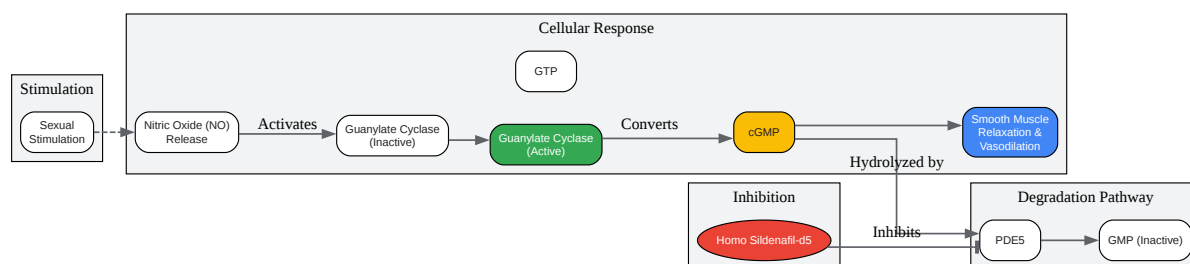 Cellular Response
GTP
Stimulation
Sexual
Stimulation
Nitric Oxide (NO)
Release
Activates
Guanylate Cyclase
(Inactive)
Guanylate Cyclase
(Active)
Converts
cGMP
Smooth Muscle
Relaxation &
Vasodilation
Hydrolyzed by
Inhibition
Homo Sildenafil-d5
Inhibits
Degradation Pathway
PDE5
GMP (Inactive)